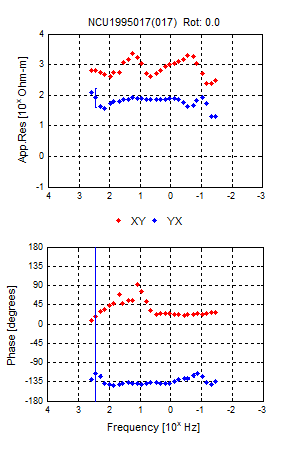 NCU1995017(017) Rot: 0.0
App.Res [10^x Ohm-m]
4
3
2
1
0
-1
4 3 2 1 0 -1 -2 -3
XY YX
Phase [degrees]
180
135
90
45
0
-45
-90
-135
-180
4 3 2 1 0 -1 -2 -3
Frequency [10^x Hz]